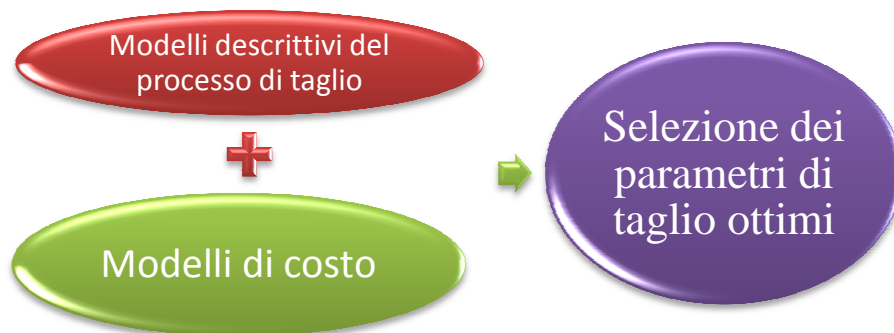 Modelli descrittivi del
processo di taglio
Modelli di costo
Selezione dei
parametri di
taglio ottimi